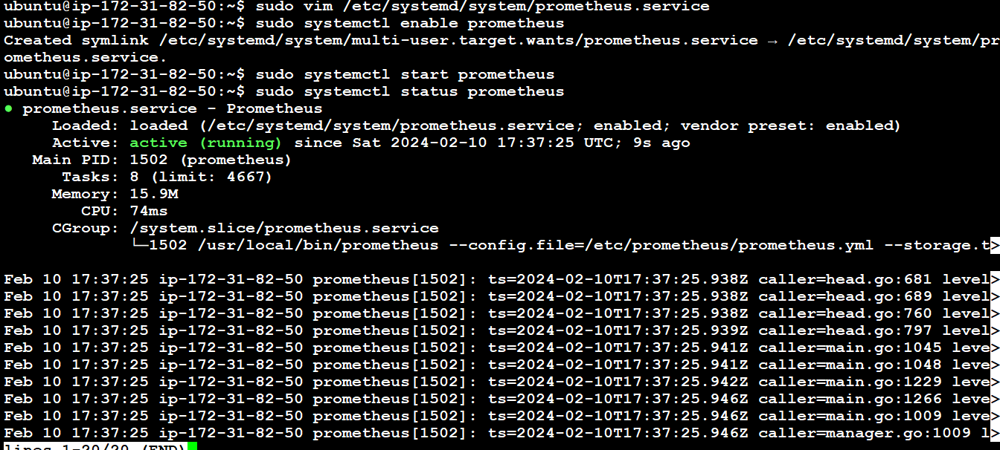 ubuntu@ip-172-31-82-50:~$ sudo vim /etc/systemd/system/prometheus.service
ubuntu@ip-172-31-82-50:~$ sudo systemctl enable prometheus
Created symlink /etc/systemd/system/multi-user.target.wants/prometheus.service → /etc/systemd/system/pr
ometheus.service.
ubuntu@ip-172-31-82-50:~$ sudo systemctl start prometheus
ubuntu@ip-172-31-82-50:~$ sudo systemctl status prometheus
● prometheus.service - Prometheus
     Loaded: loaded (/etc/systemd/system/prometheus.service; enabled; vendor preset: enabled)
     Active: active (running) since Sat 2024-02-10 17:37:25 UTC; 9s ago
   Main PID: 1502 (prometheus)
      Tasks: 8 (limit: 4667)
     Memory: 15.9M
        CPU: 74ms
     CGroup: /system.slice/prometheus.service
             └─1502 /usr/local/bin/prometheus --config.file=/etc/prometheus/prometheus.yml --storage.t>
Feb 10 17:37:25 ip-172-31-82-50 prometheus[1502]: ts=2024-02-10T17:37:25.938Z caller=head.go:681 level>
Feb 10 17:37:25 ip-172-31-82-50 prometheus[1502]: ts=2024-02-10T17:37:25.938Z caller=head.go:689 level>
Feb 10 17:37:25 ip-172-31-82-50 prometheus[1502]: ts=2024-02-10T17:37:25.938Z caller=head.go:760 level>
Feb 10 17:37:25 ip-172-31-82-50 prometheus[1502]: ts=2024-02-10T17:37:25.939Z caller=head.go:797 level>
Feb 10 17:37:25 ip-172-31-82-50 prometheus[1502]: ts=2024-02-10T17:37:25.941Z caller=main.go:1045 leve>
Feb 10 17:37:25 ip-172-31-82-50 prometheus[1502]: ts=2024-02-10T17:37:25.941Z caller=main.go:1048 leve>
Feb 10 17:37:25 ip-172-31-82-50 prometheus[1502]: ts=2024-02-10T17:37:25.942Z caller=main.go:1229 leve>
Feb 10 17:37:25 ip-172-31-82-50 prometheus[1502]: ts=2024-02-10T17:37:25.946Z caller=main.go:1266 leve>
Feb 10 17:37:25 ip-172-31-82-50 prometheus[1502]: ts=2024-02-10T17:37:25.946Z caller=main.go:1009 leve>
Feb 10 17:37:25 ip-172-31-82-50 prometheus[1502]: ts=2024-02-10T17:37:25.946Z caller=manager.go:1009 l>
lines 1-20/20 (END)